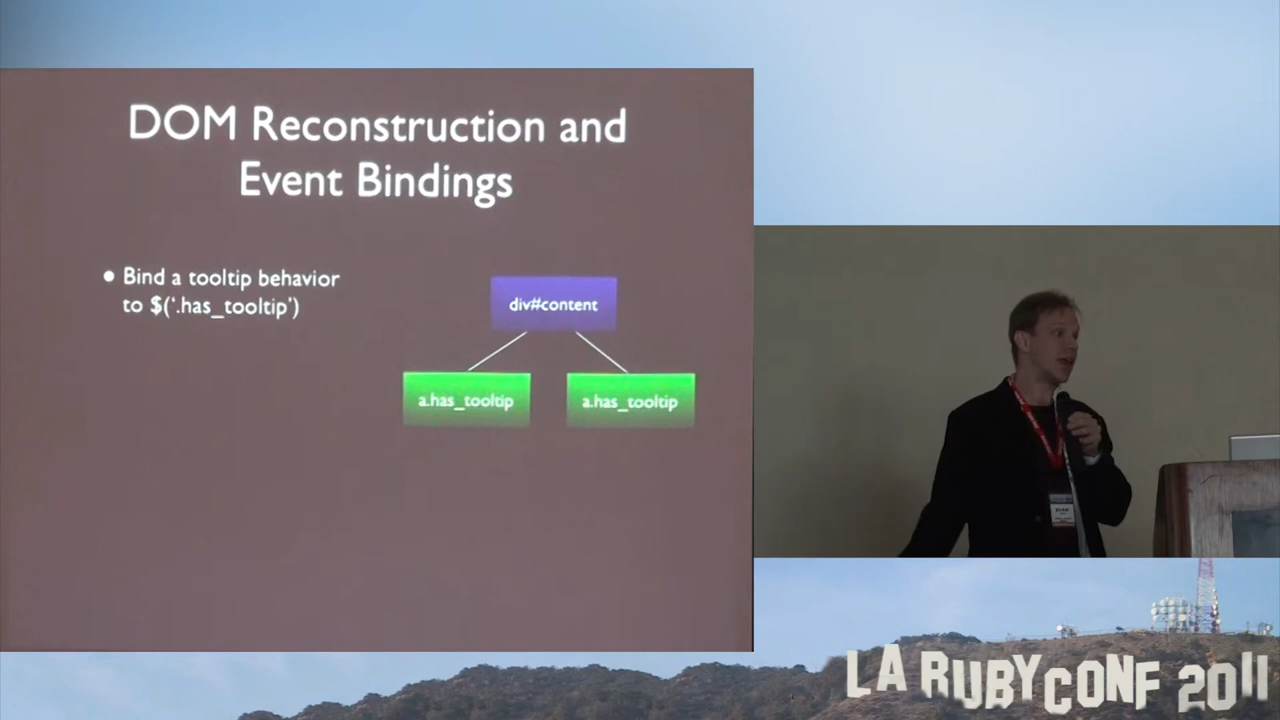 DOM Reconstruction and
Event Bindings
• Bind a tooltip behavior
to $('.has_tooltip')
div#content
a.has_tooltip
a.has_tooltip
LA RUBYCONF 2011